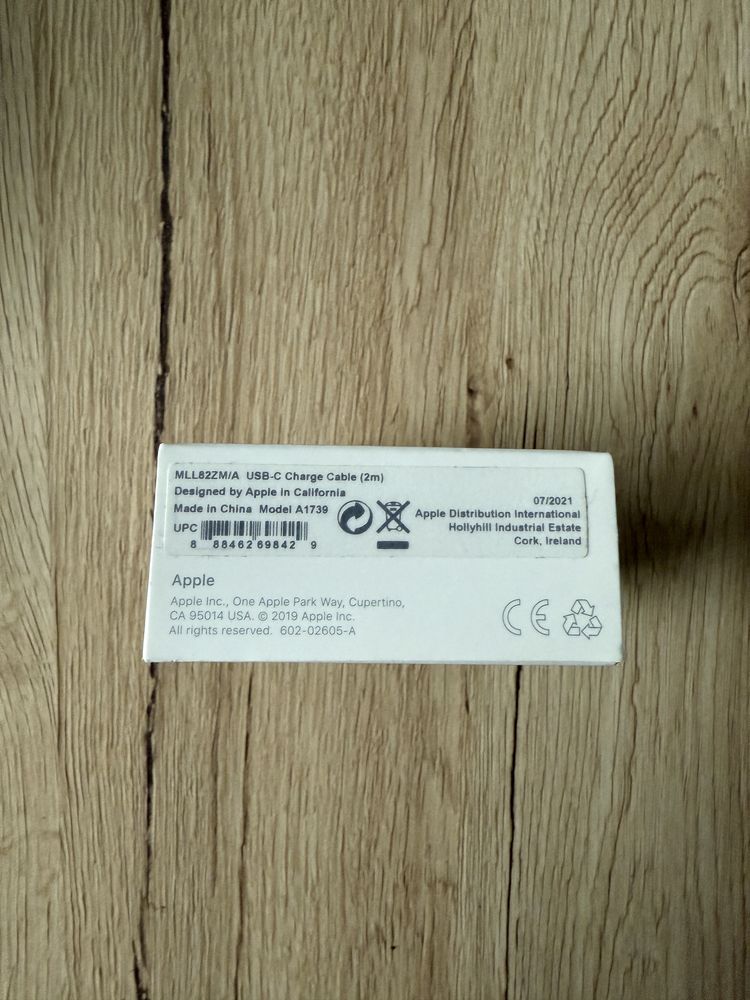 MLL82ZM/A USB-C Charge Cable (2m)
Designed by Apple in California
Made in China Model A1739
UPC
8 88462 69842 9
07/2021
Apple Distribution International
Hollyhill Industrial Estate
Cork, Ireland
Apple
Apple Inc., One Apple Park Way, Cupertino,
CA 95014 USA. © 2019 Apple Inc.
All rights reserved. 602-02605-A
CE